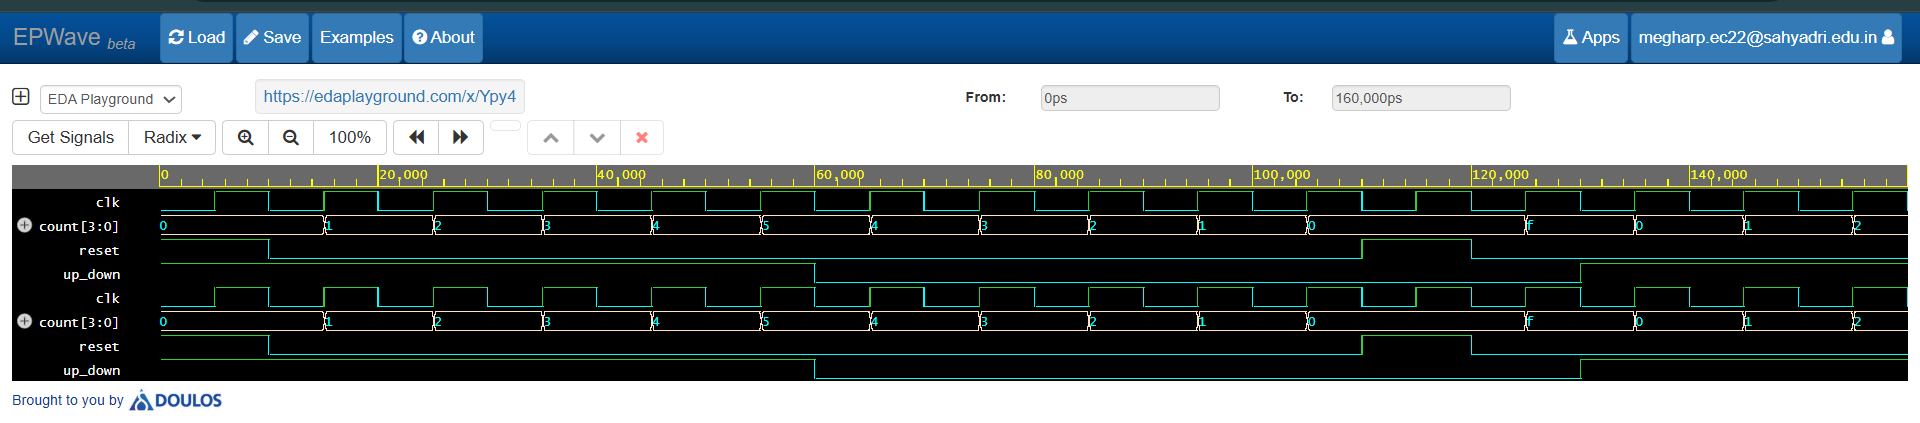 EPWave beta Load Save Examples About Apps megharp.ec22@sahyadri.edu.in
EDA Playground https://edaplayground.com/x/Ypy4 From: 0ps To: 160,000ps
Get Signals Radix 100%
0 20,000 40,000 60,000 80,000 100,000 120,000 140,000
clk
count[3:0] 0 1 2 3 4 5 4 3 2 1 0 f 0 1 2
reset
up_down
clk
count[3:0] 0 1 2 3 4 5 4 3 2 1 0 f 0 1 2
reset
up_down
Brought to you by DOULOS